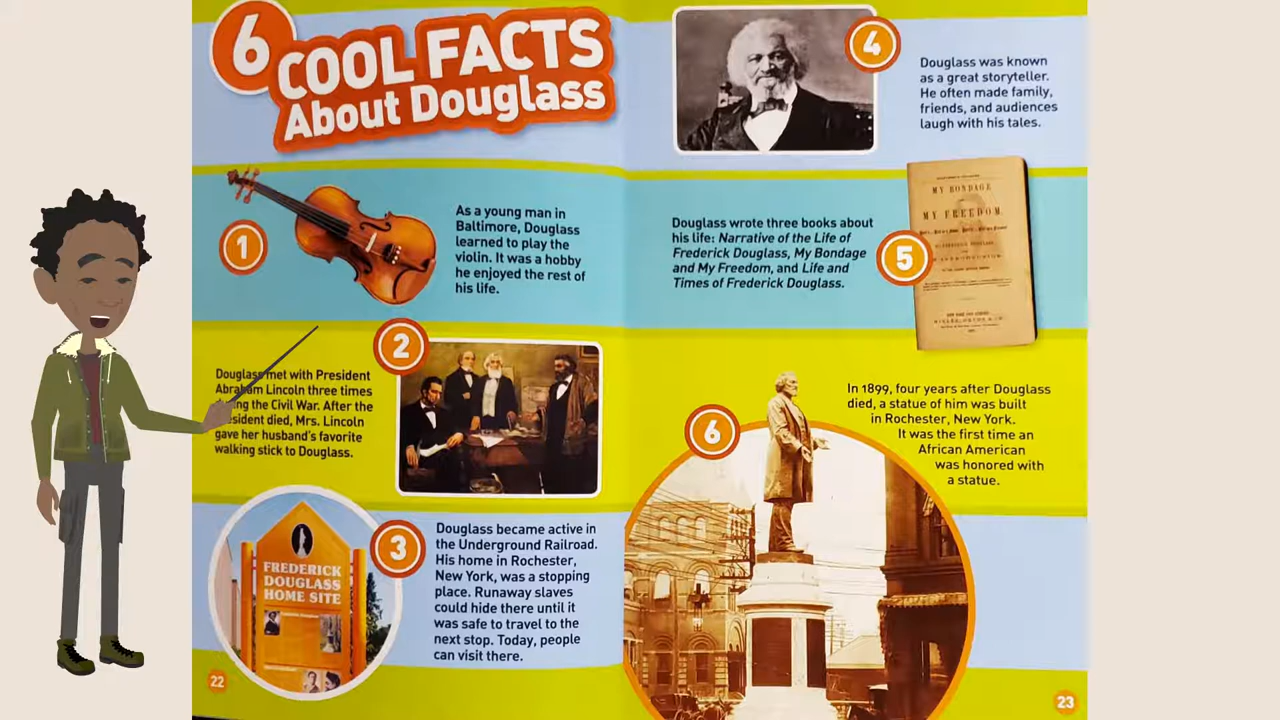 6
COOL FACTS
About Douglass
1
As a young man in
Baltimore, Douglass
learned to play the
violin. It was a hobby
he enjoyed the rest of
his life.
2
Douglass met with President
Abraham Lincoln three times
during the Civil War. After the
president died, Mrs. Lincoln
gave her husband's favorite
walking stick to Douglass.
3
FREDERICK
DOUGLASS
HOME SITE
Douglass became active in
the Underground Railroad.
His home in Rochester,
New York, was a stopping
place. Runaway slaves
could hide there until it
was safe to travel to the
next stop. Today, people
can visit there.
22
4
Douglass was known
as a great storyteller.
He often made family,
friends, and audiences
laugh with his tales.
Douglass wrote three books about
his life: Narrative of the Life of
Frederick Douglass, My Bondage
and My Freedom, and Life and
Times of Frederick Douglass.
5
MY BONDAGE
MY FREEDOM
6
In 1899, four years after Douglass
died, a statue of him was built
in Rochester, New York.
It was the first time an
African American
was honored with
a statue.
23